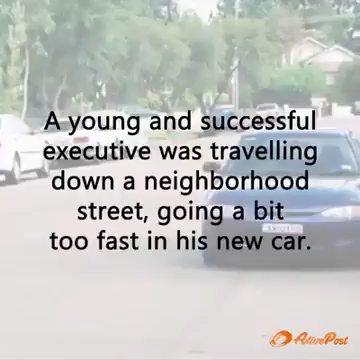 A young and successful
executive was travelling
down a neighborhood
street, going a bit
too fast in his new car.
AlivePost